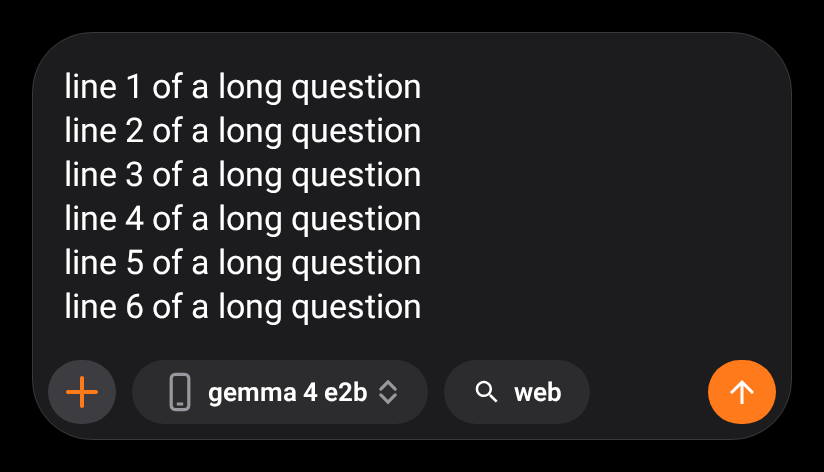 line 1 of a long question
line 2 of a long question
line 3 of a long question
line 4 of a long question
line 5 of a long question
line 6 of a long question
gemma 4 e2b
web